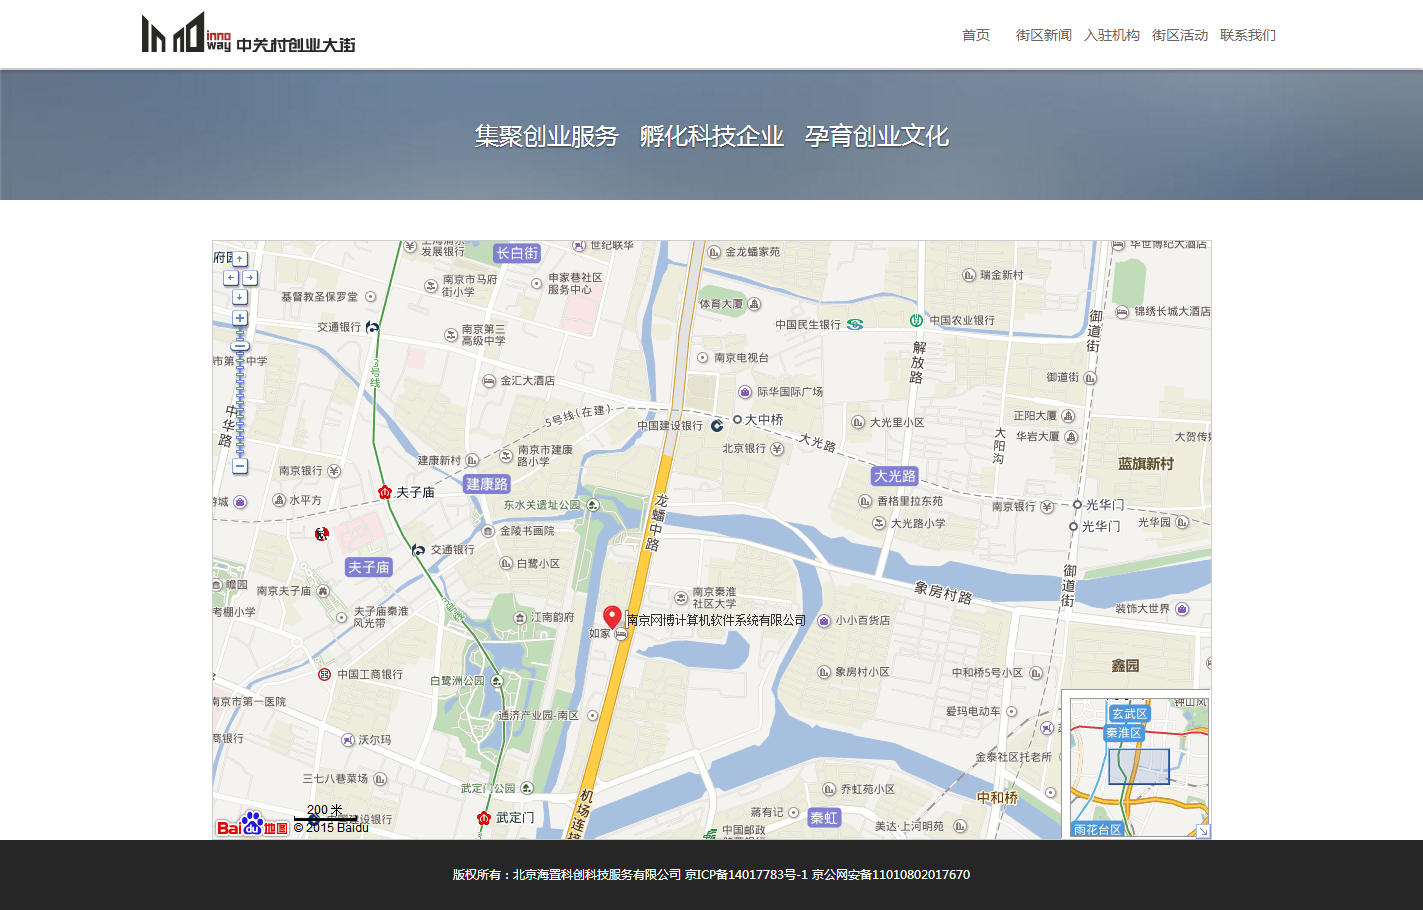 inno
way 中关村创业大街
首页 街区新闻 入驻机构 街区活动 联系我们
集聚创业服务 孵化科技企业 孕育创业文化
发展银行
长白街
世纪联华
金龙蟠家苑
华世博纪大酒店
南京市马府
街小学
申家巷社区
服务中心
瑞金新村
基督教圣保罗堂
体育大厦
锦绣长城大酒店
交通银行
南京第三
高级中学
中国民生银行
中国农业银行
御道街
3号线
南京电视台
解放路
金汇大酒店
际华国际广场
御道街
中华路
5号线(在建)
中国建设银行
大中桥
大光里小区
正阳大厦
华岩大厦
大阳沟
北京银行
大光路
蓝旗新村
南京市建康
路小学
建康新村
南京银行
建康路
大光路
夫子庙
水平方
东水关遗址公园
龙蟠中路
香格里拉东苑
大光路小学
南京银行
光华门
光华门
光华园
金陵书画院
交通银行
白鹭小区
夫子庙
瞻园
南京夫子庙
考棚小学
夫子庙秦淮
风光带
江南韵府
南京秦淮
社区大学
南京网博计算机软件系统有限公司
如家
小小百货店
象房村路
御道街
装饰大世界
中国工商银行
白鹭洲公园
象房村小区
中和桥5号小区
鑫园
南京市第一医院
通济产业园-南区
爱玛电动车
沃尔玛
金泰社区托老所
三七八巷菜场
武定门公园
武定门
机场连接
乔虹苑小区
蒋有记
秦虹
中国邮政
美达·上河明苑
中和桥
玄武区
秦淮区
雨花台区
200 米
Bai 地图
© 2015 Baidu
版权所有：北京海置科创科技服务有限公司 京ICP备14017783号-1 京公网安备11010802017670